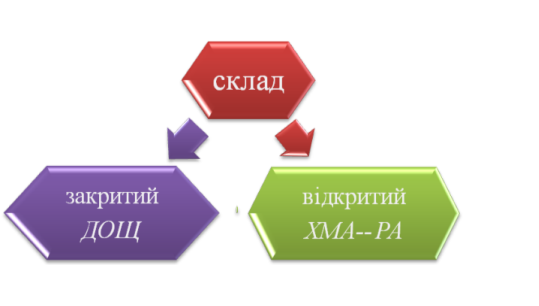 склад
закритий
ДОЩ
відкритий
ХМА--РА